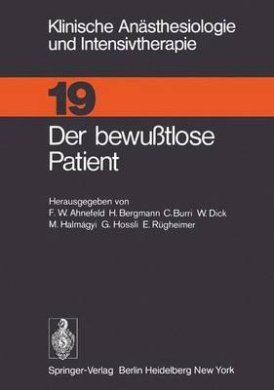 Klinische Anästhesiologie
und Intensivtherapie
19
Der bewußtlose
Patient
Herausgegeben von
F. W. Ahnefeld H. Bergmann C. Burri W. Dick
M. Halmágyi G. Hossli E. Rügheimer
Springer-Verlag Berlin Heidelberg New York